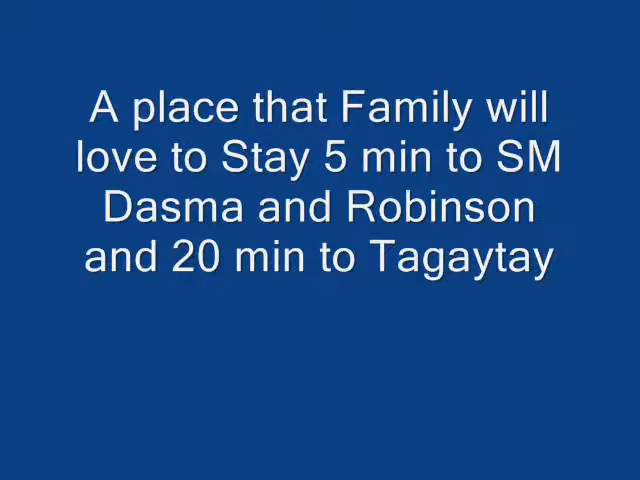 A place that Family will
love to Stay 5 min to SM
Dasma and Robinson
and 20 min to Tagaytay